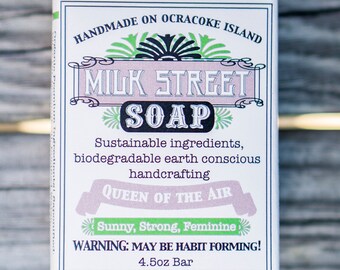 HANDMADE ON OCRACOKE ISLAND
MILK STREET
SOAP
Sustainable ingredients,
biodegradable earth conscious
handcrafting
QUEEN OF THE AIR
Sunny, Strong, Feminine
WARNING: MAY BE HABIT FORMING!
4.5oz Bar